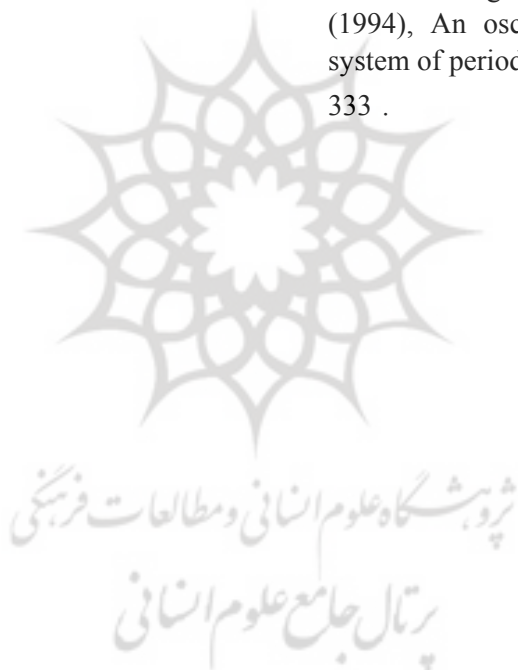 (1994), An osc
system of period
333 .
پژوهشگاه علوم انسانی و مطالعات فرهنگی
پرتال جامع علوم انسانی